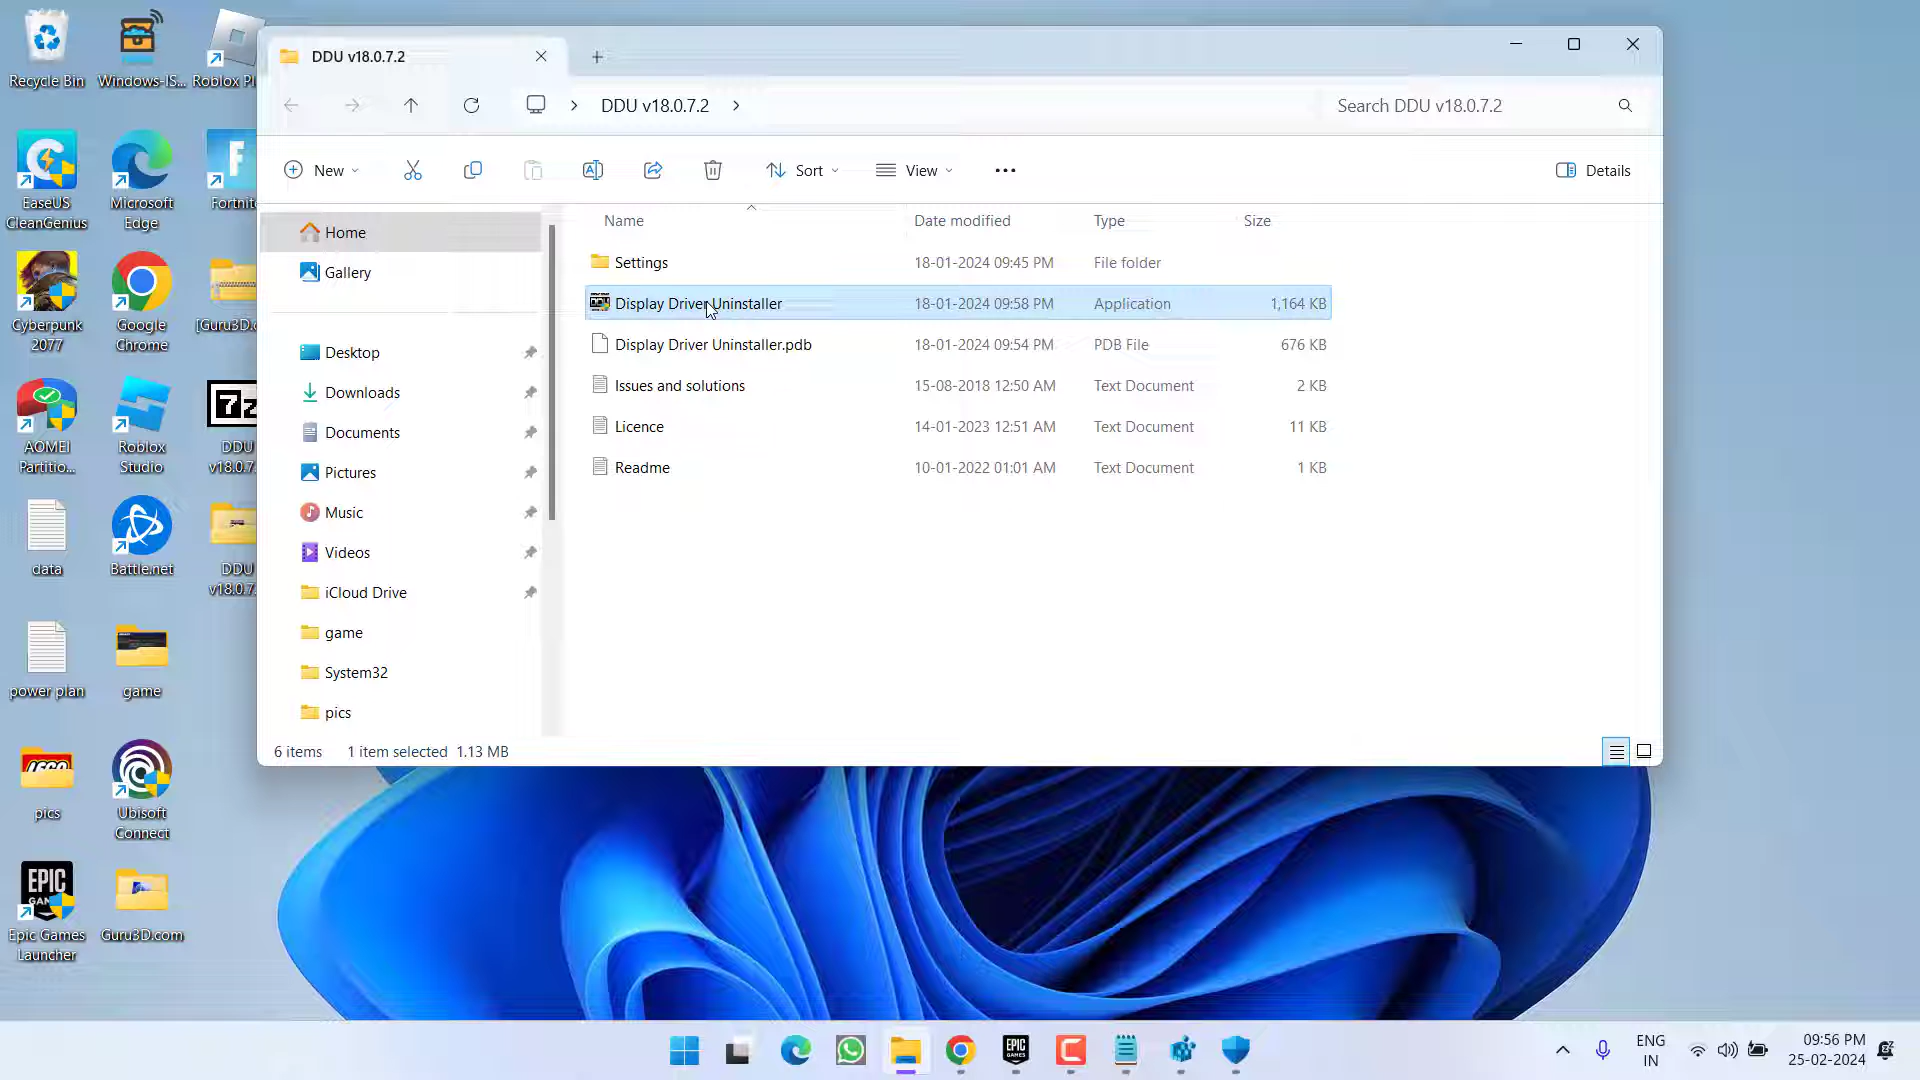 DDU v18.0.7.2
DDU v18.0.7.2
Search DDU v18.0.7.2
New
Sort
View
Details
Name
Date modified
Type
Size
Settings
18-01-2024 09:45 PM
File folder
Display Driver Uninstaller
18-01-2024 09:58 PM
Application
1,164 KB
Display Driver Uninstaller.pdb
18-01-2024 09:54 PM
PDB File
676 KB
Issues and solutions
15-08-2018 12:50 AM
Text Document
2 KB
Licence
14-01-2023 12:51 AM
Text Document
11 KB
Readme
10-01-2022 01:01 AM
Text Document
1 KB
Home
Gallery
Desktop
Downloads
Documents
Pictures
Music
Videos
iCloud Drive
game
System32
pics
6 items
1 item selected 1.13 MB
Recycle Bin
Windows-IS...
Roblox Pl
EaseUS
CleanGenius
Microsoft
Edge
F
Fortnite
Cyberpunk
2077
Google
Chrome
[Guru3D.c
AOMEI
Partitio...
Roblox
Studio
7z
DDU
v18.0.7.
data
Battle.net
DDU
v18.0.7.
power plan
game
LEGO
pics
Ubisoft
Connect
EPIC
GAMES
Epic Games
Launcher
Guru3D.com
EPIC
GAMES
ENG
IN
09:56 PM
25-02-2024